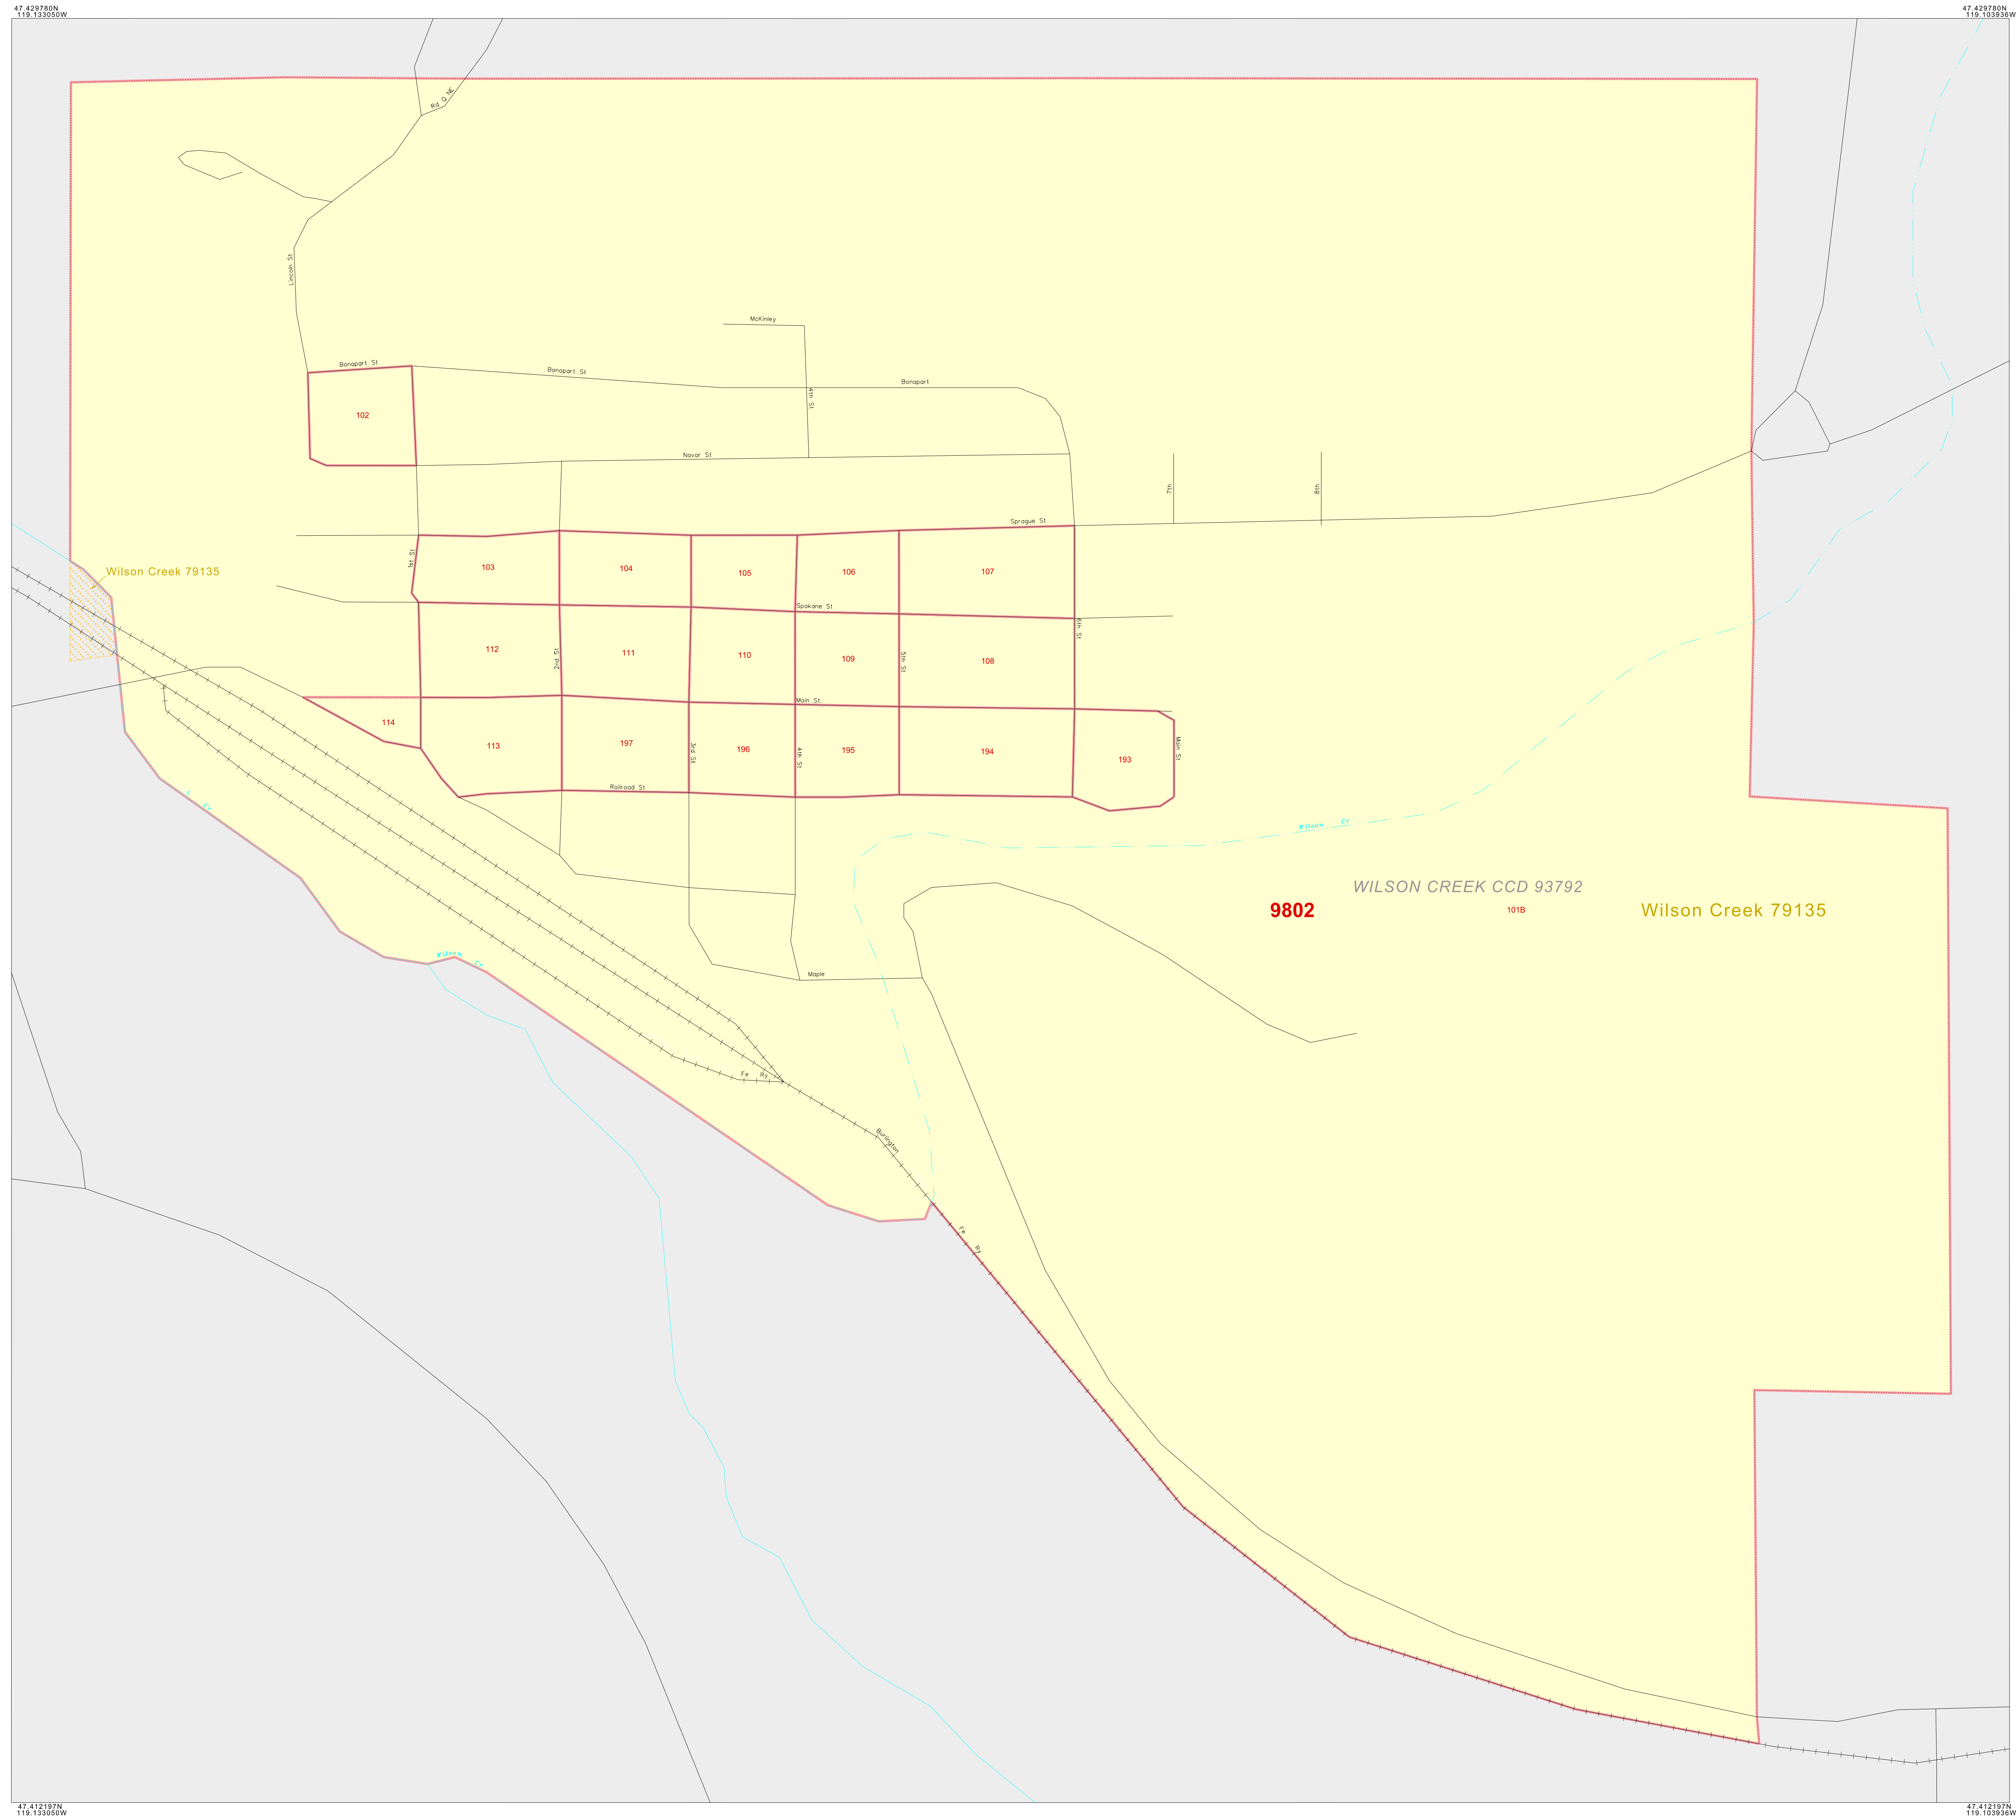 47.429780N
119.133050W
47.429780N
119.103936W
Rd Q NE
Lincoln St
McKinley
Bonapart St
Bonapart St
Bonapart
4th St
102
Navar St
7th
8th
Sprague St
1st St
103
104
105
106
107
Wilson Creek 79135
Spokane St
6th St
112
2nd St
111
110
109
5th St
108
Main St
114
113
197
3rd St
196
4th St
195
194
193
Main St
Railroad St
Cr
Wilson Cr
WILSON CREEK CCD 93792
9802
101B
Wilson Creek 79135
Wilson Cr
Maple
Fe Ry
Burlington
Fe Ry
47.412197N
119.133050W
47.412197N
119.103936W